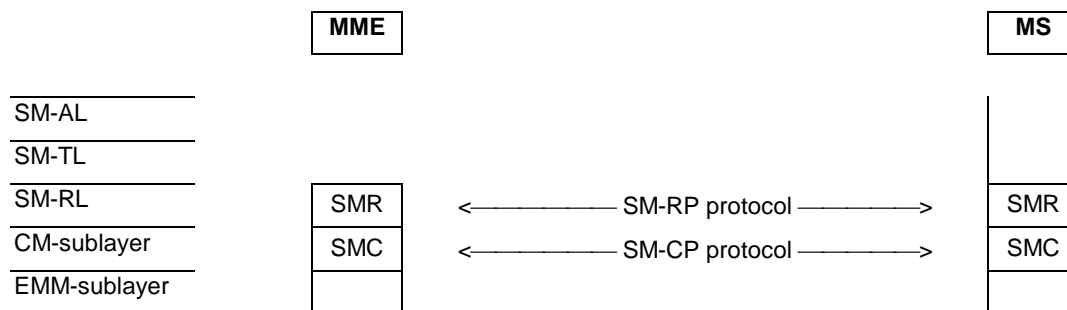 MME MS
SM-AL
SM-TL
SM-RL SMR <—————— SM-RP protocol ——————> SMR
CM-sublayer SMC <—————— SM-CP protocol ——————> SMC
EMM-sublayer